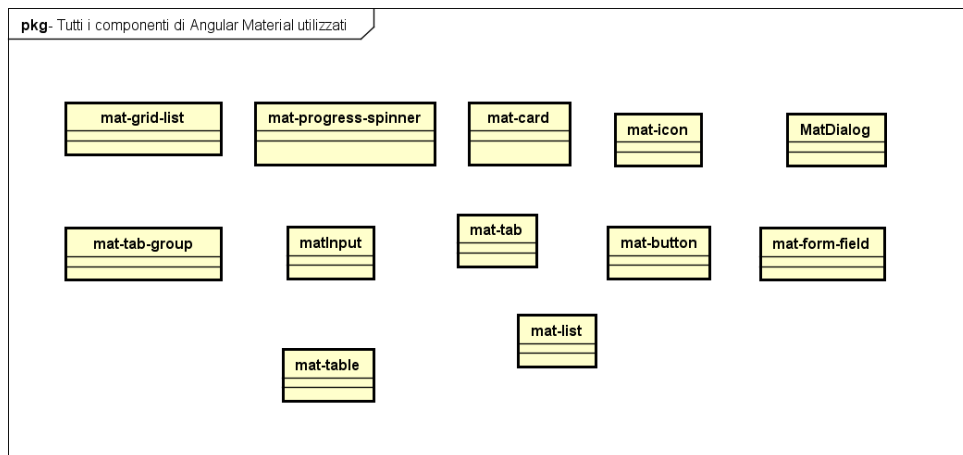 pkg- Tutti i componenti di Angular Material utilizzati
mat-grid-list
mat-progress-spinner
mat-card
mat-icon
MatDialog
mat-tab-group
matInput
mat-tab
mat-button
mat-form-field
mat-list
mat-table